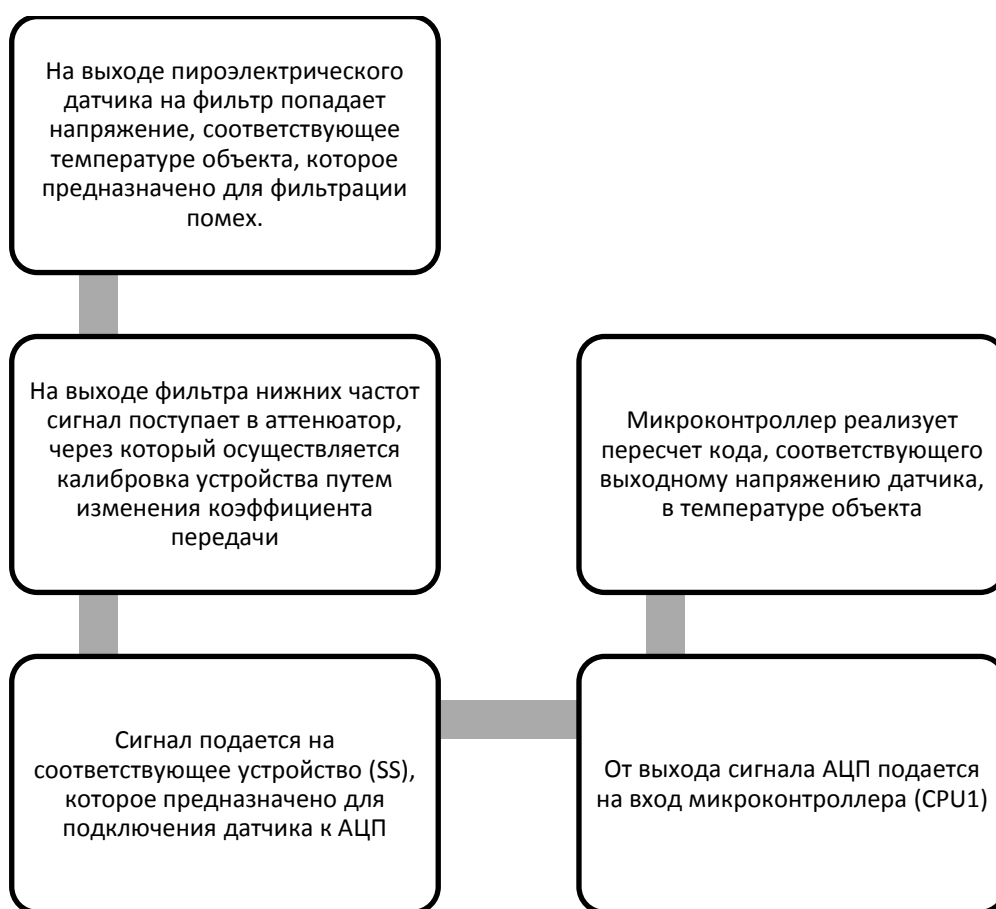 На выходе пироэлектрического
датчика на фильтр попадает
напряжение, соответствующее
температуре объекта, которое
предназначено для фильтрации
помех.
На выходе фильтра нижних частот
сигнал поступает в аттенюатор,
через который осуществляется
калибровка устройства путем
изменения коэффициента
передачи
Сигнал подается на
соответствующее устройство (SS),
которое предназначено для
подключения датчика к АЦП
От выхода сигнала АЦП подается
на вход микроконтроллера (CPU1)
Микроконтроллер реализует
пересчет кода, соответствующего
выходному напряжению датчика,
в температуре объекта